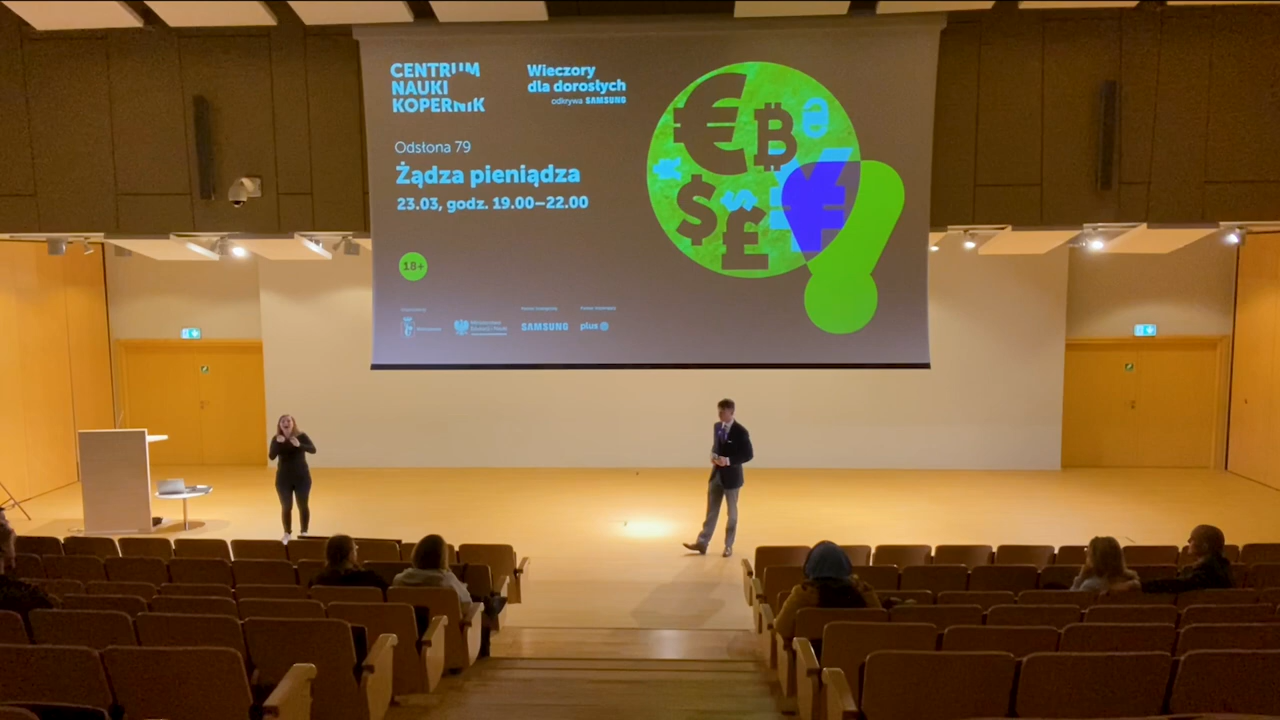 CENTRUM
NAUKI
KOPERNIK
Wieczory
dla dorosłych
odkrywa SAMSUNG
Odsłona 79
Żądza pieniądza
23.03, godz. 19.00–22.00
18+
SAMSUNG
plus